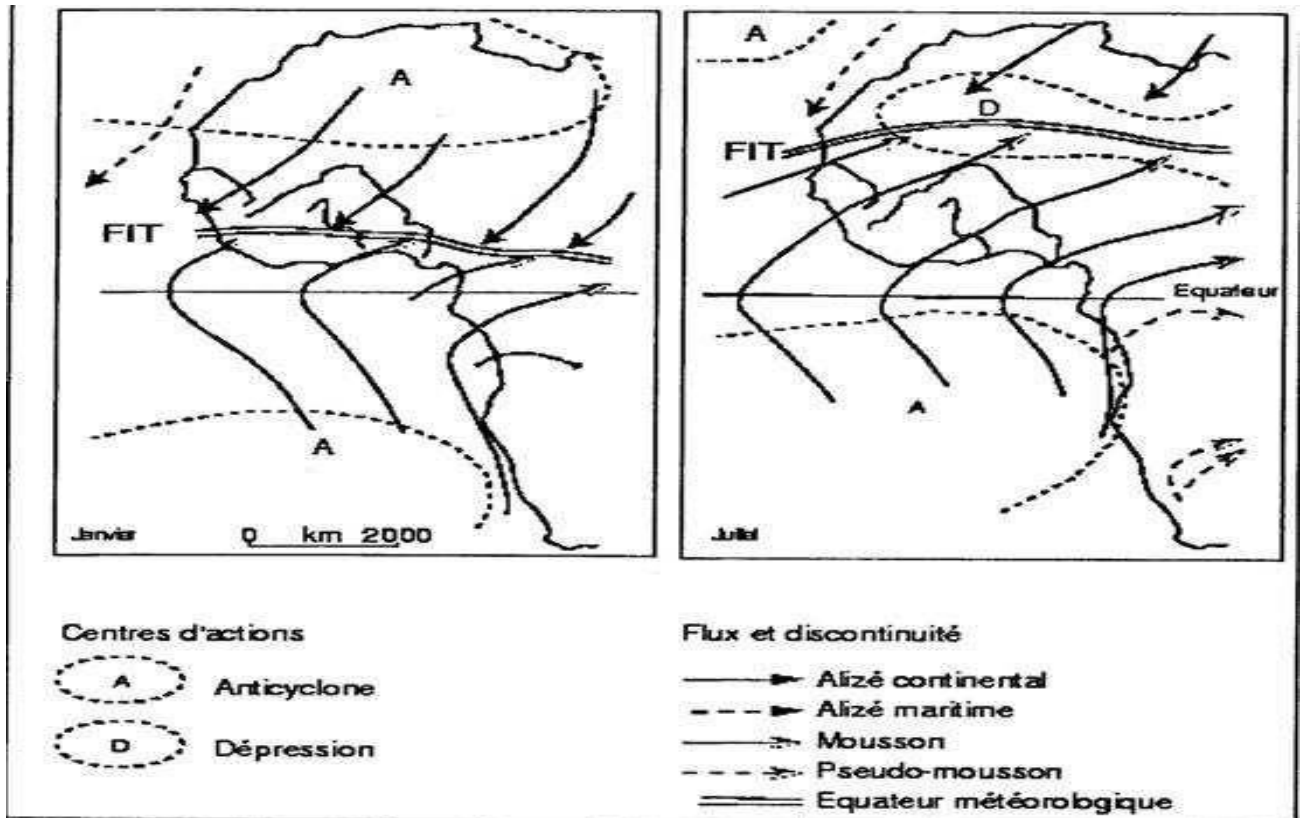 A
FIT
A
Janvier
0 km 2000
A
D
FIT
Equateur
A
Juillet
Centres d'actions
A Anticyclone
D Dépression
Flux et discontinuité
Alizé continental
Alizé maritime
Mousson
Pseudo-mousson
Equateur météorologique